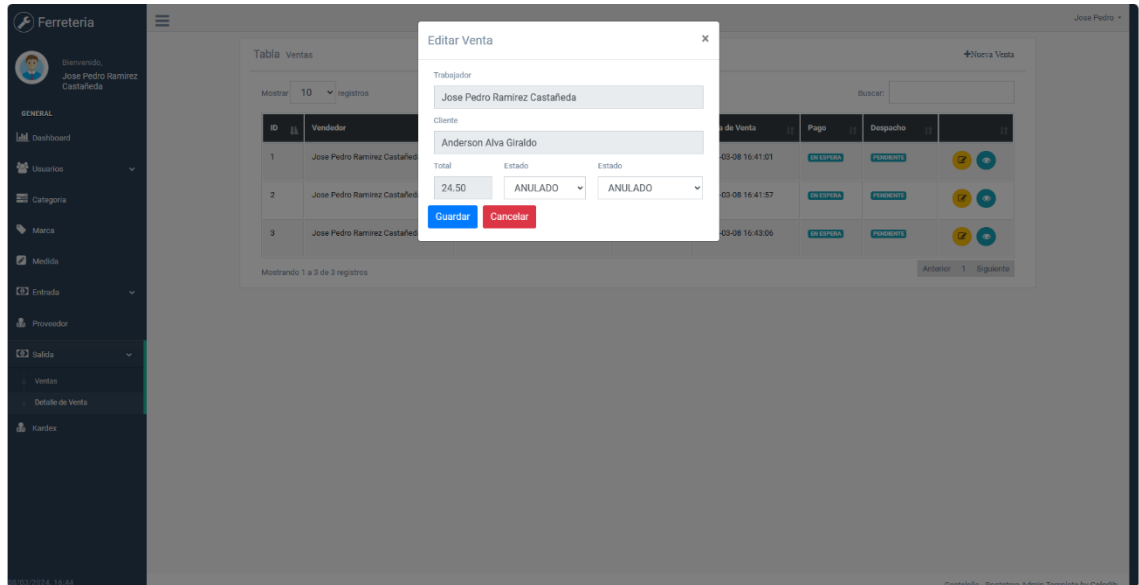 Ferreteria
Jose Pedro
Bienvenido,
Jose Pedro Ramirez
Castañeda
GENERAL
Dashboard
Usuarios
Categoria
Marca
Medida
Entrada
Proveedor
Salida
Ventas
Detalle de Venta
Kardex
08/03/2024, 16:44
Tabla Ventas
+Nueva Venta
Mostrar 10 registros
Buscar:
ID Vendedor a de Venta Pago Despacho
1 Jose Pedro Ramirez Castañed -03-08 16:41:01 EN ESPERA PENDIENTE
2 Jose Pedro Ramirez Castañed -03-08 16:41:57 EN ESPERA PENDIENTE
3 Jose Pedro Ramirez Castañed -03-08 16:43:06 EN ESPERA PENDIENTE
Mostrando 1 a 3 de 3 registros
Anterior 1 Siguiente
Editar Venta ×
Trabajador
Jose Pedro Ramirez Castañeda
Cliente
Anderson Alva Giraldo
Total Estado Estado
24.50 ANULADO ANULADO
Guardar Cancelar